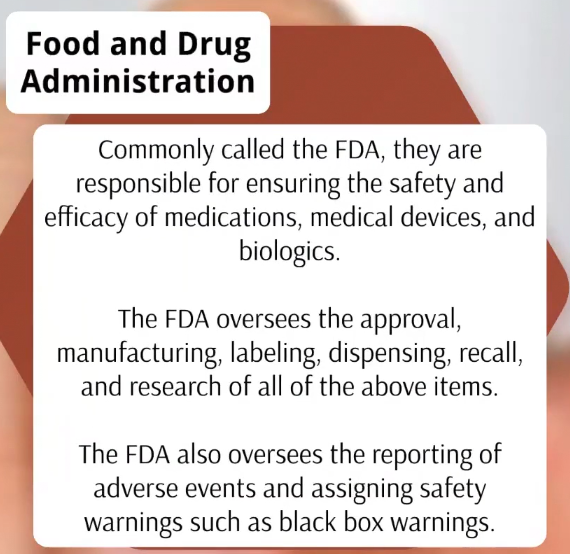 Food and Drug
Administration
Commonly called the FDA, they are
responsible for ensuring the safety and
efficacy of medications, medical devices, and
biologics.
The FDA oversees the approval,
manufacturing, labeling, dispensing, recall,
and research of all of the above items.
The FDA also oversees the reporting of
adverse events and assigning safety
warnings such as black box warnings.